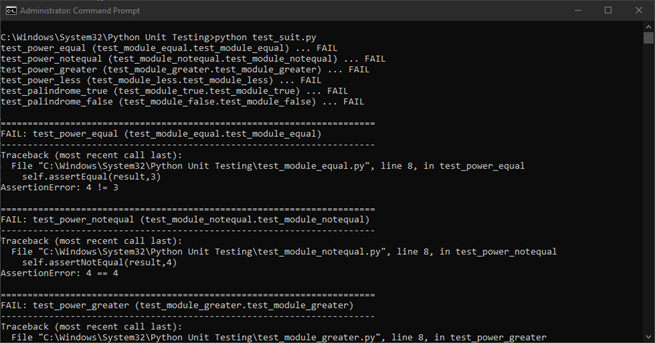 Administrator: Command Prompt
C:\Windows\System32\Python Unit Testing>python test_suit.py
test_power_equal (test_module_equal.test_module_equal) ... FAIL
test_power_notequal (test_module_notequal.test_module_notequal) ... FAIL
test_power_greater (test_module_greater.test_module_greater) ... FAIL
test_power_less (test_module_less.test_module_less) ... FAIL
test_palindrome_true (test_module_true.test_module_true) ... FAIL
test_palindrome_false (test_module_false.test_module_false) ... FAIL
======================================================================
FAIL: test_power_equal (test_module_equal.test_module_equal)
----------------------------------------------------------------------
Traceback (most recent call last):
  File "C:\Windows\System32\Python Unit Testing\test_module_equal.py", line 8, in test_power_equal
    self.assertEqual(result,3)
AssertionError: 4 != 3
======================================================================
FAIL: test_power_notequal (test_module_notequal.test_module_notequal)
----------------------------------------------------------------------
Traceback (most recent call last):
  File "C:\Windows\System32\Python Unit Testing\test_module_notequal.py", line 8, in test_power_notequal
    self.assertNotEqual(result,4)
AssertionError: 4 == 4
======================================================================
FAIL: test_power_greater (test_module_greater.test_module_greater)
----------------------------------------------------------------------
Traceback (most recent call last):
  File "C:\Windows\System32\Python Unit Testing\test_module_greater.py", line 8, in test_power_greater